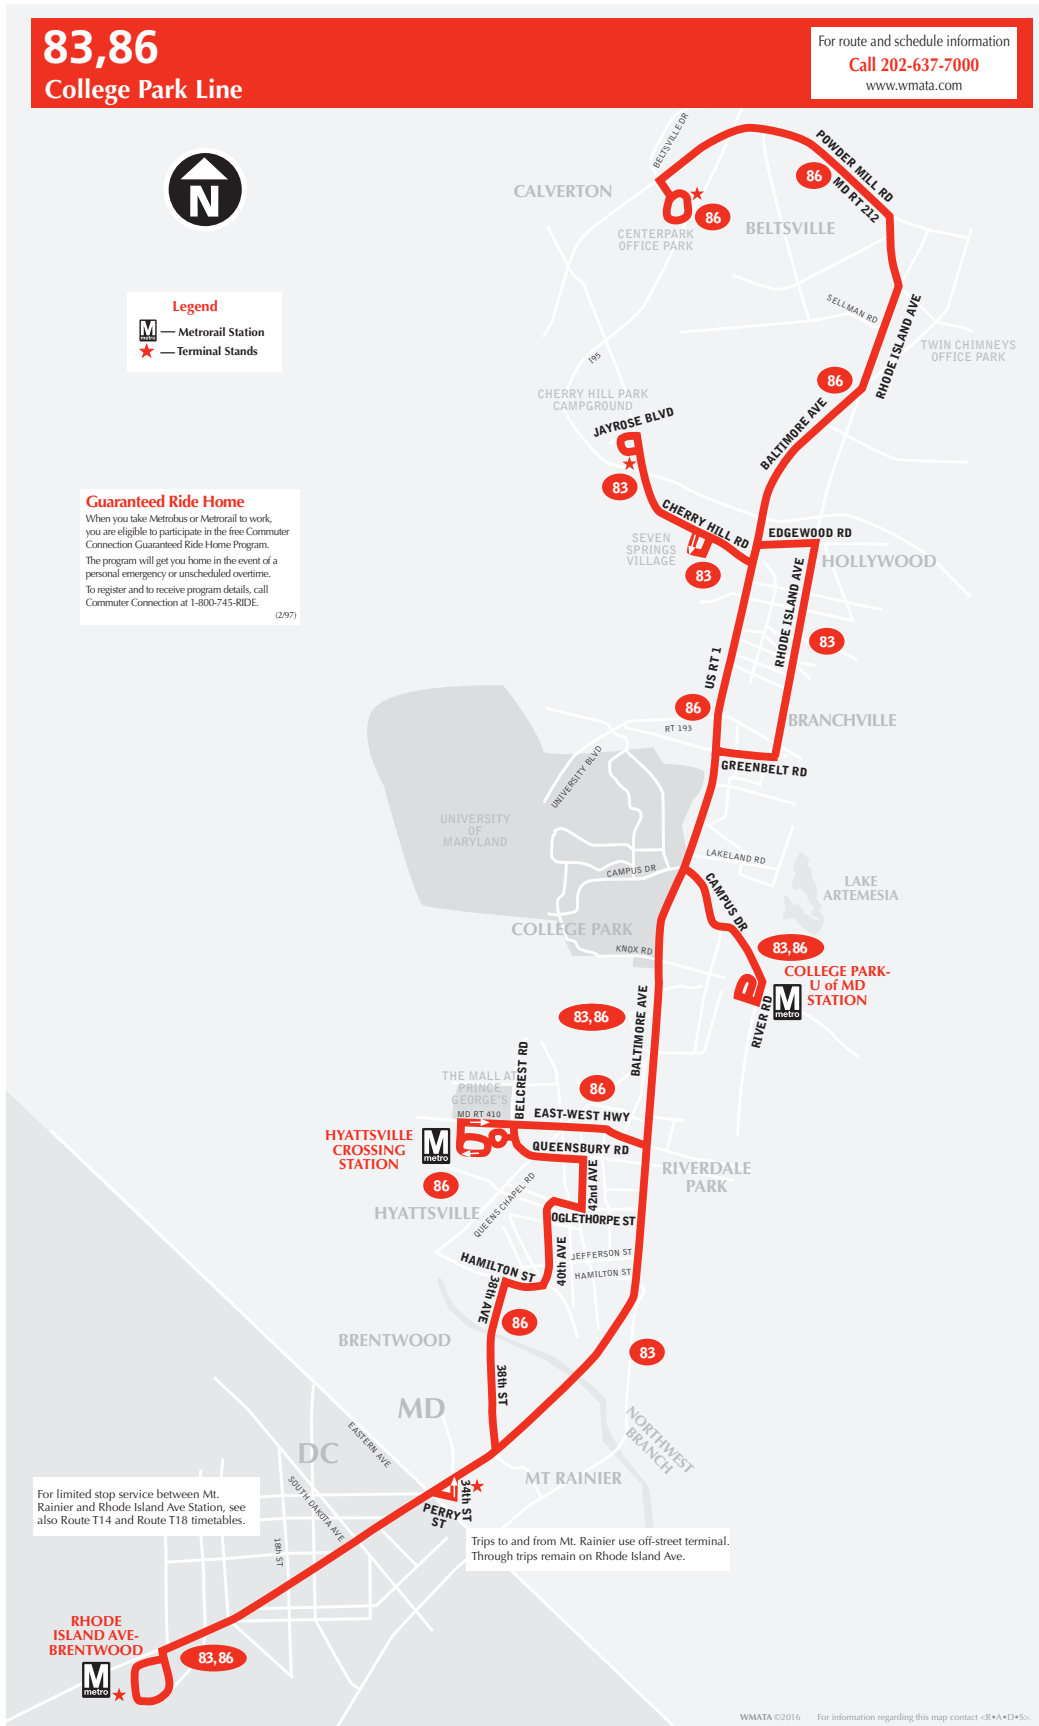 83,86
College Park Line
For route and schedule information
Call 202-637-7000
www.wmata.com
N
BELTSVILLE DR
POWDER MILL RD
MD RT 212
86
CALVERTON
86
CENTERPARK
OFFICE PARK
BELTSVILLE
Legend
M
metro
— Metrorail Station
— Terminal Stands
SELLMAN RD
RHODE ISLAND AVE
TWIN CHIMNEYS
OFFICE PARK
I95
86
CHERRY HILL PARK
CAMPGROUND
JAYROSE BLVD
BALTIMORE AVE
83
Guaranteed Ride Home
When you take Metrobus or Metrorail to work,
you are eligible to participate in the free Commuter
Connection Guaranteed Ride Home Program.
The program will get you home in the event of a
personal emergency or unscheduled overtime.
To register and to receive program details, call
Commuter Connection at 1-800-745-RIDE.
(2/97)
CHERRY HILL RD
EDGEWOOD RD
SEVEN
SPRINGS
VILLAGE
83
HOLLYWOOD
RHODE ISLAND AVE
83
US RT 1
86
BRANCHVILLE
RT 193
GREENBELT RD
UNIVERSITY BLVD
UNIVERSITY
OF
MARYLAND
LAKELAND RD
CAMPUS DR
CAMPUS DR
LAKE
ARTEMESIA
COLLEGE PARK
KNOX RD
83,86
COLLEGE PARK-
U of MD
STATION
M
metro
RIVER RD
83,86
BALTIMORE AVE
THE MALL AT
PRINCE
GEORGE'S
BELCREST RD
86
MD RT 410
EAST-WEST HWY
HYATTSVILLE
CROSSING
STATION
M
metro
86
QUEENSBURY RD
RIVERDALE
PARK
42nd AVE
QUEENS CHAPEL RD
HYATTSVILLE
OGLETHORPE ST
40th AVE
JEFFERSON ST
HAMILTON ST
HAMILTON ST
38th AVE
86
BRENTWOOD
83
38th ST
MD
NORTHWEST
BRANCH
DC
EASTERN AVE
MT RAINIER
SOUTH DAKOTA AVE
34th ST
PERRY
ST
For limited stop service between Mt.
Rainier and Rhode Island Ave Station, see
also Route T14 and Route T18 timetables.
18th ST
Trips to and from Mt. Rainier use off-street terminal.
Through trips remain on Rhode Island Ave.
RHODE
ISLAND AVE-
BRENTWOOD
M
metro
83,86
WMATA ©2016 For information regarding this map contact <R•A•D•S>.